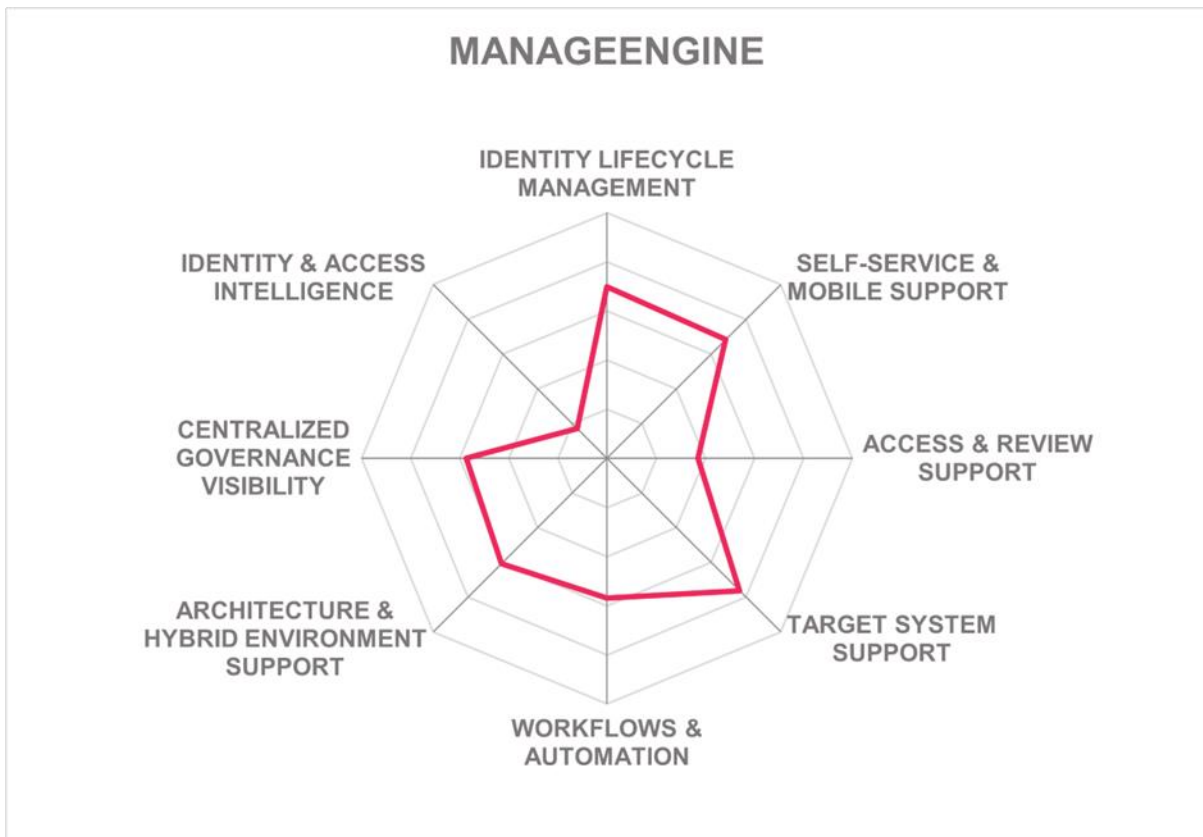 MANAGEENGINE
IDENTITY LIFECYCLE
MANAGEMENT
SELF-SERVICE &
MOBILE SUPPORT
ACCESS & REVIEW
SUPPORT
TARGET SYSTEM
SUPPORT
WORKFLOWS &
AUTOMATION
ARCHITECTURE &
HYBRID ENVIRONMENT
SUPPORT
CENTRALIZED
GOVERNANCE
VISIBILITY
IDENTITY & ACCESS
INTELLIGENCE